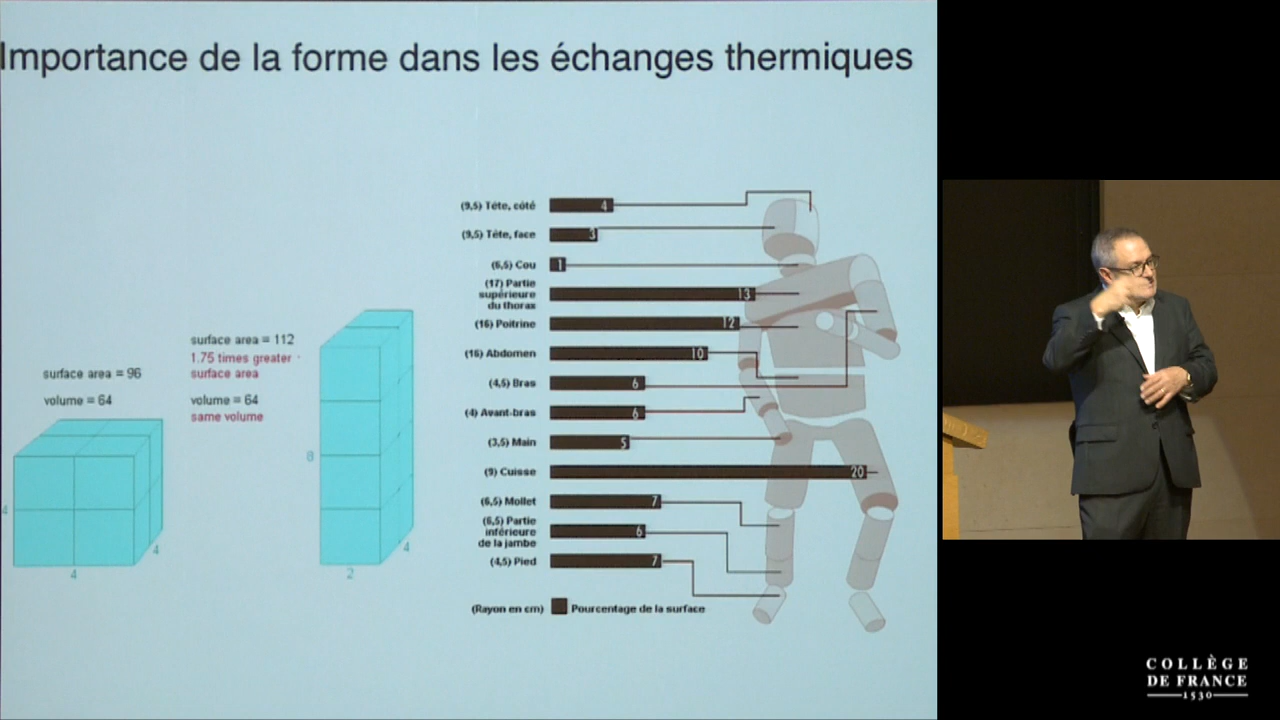 Importance de la forme dans les échanges thermiques
surface area = 96
volume = 64
4
4
4
surface area = 112
1.75 times greater
surface area
volume = 64
same volume
8
2
4
(9,5) Tête, côté 4
(9,5) Tête, face 3
(6,5) Cou 1
(17) Partie
supérieure
du thorax
13
(16) Poitrine 12
(16) Abdomen 10
(4,5) Bras 6
(4) Avant-bras 6
(3,5) Main 5
(9) Cuisse 20
(6,5) Mollet 7
(6,5) Partie
inférieure
de la jambe
6
(4,5) Pied 7
(Rayon en cm) Pourcentage de la surface
COLLÈGE
DE FRANCE
1530